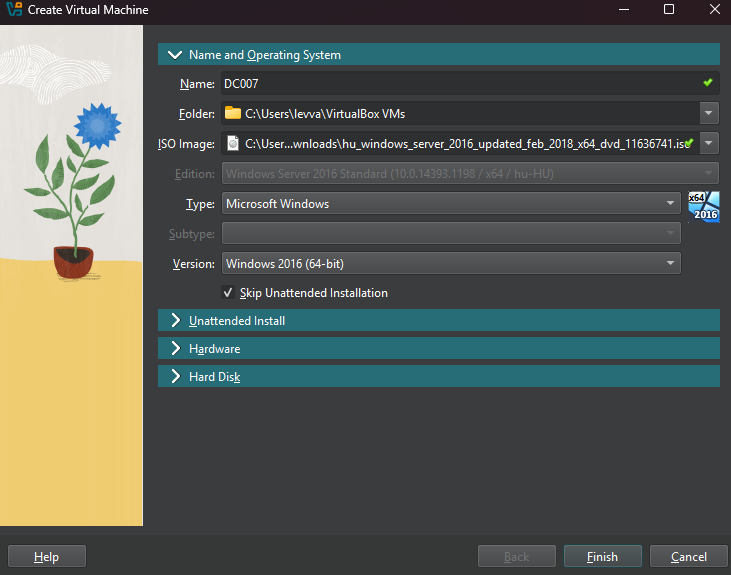 Create Virtual Machine
Name and Operating System
Name: DC007
Folder: C:\Users\levva\VirtualBox VMs
ISO Image: C:\User...wnloads\hu_windows_server_2016_updated_feb_2018_x64_dvd_11636741.iso
Edition: Windows Server 2016 Standard (10.0.14393.1198 / x64 / hu-HU)
Type: Microsoft Windows
x64
2016
Subtype:
Version: Windows 2016 (64-bit)
Skip Unattended Installation
Unattended Install
Hardware
Hard Disk
Help Back Finish Cancel